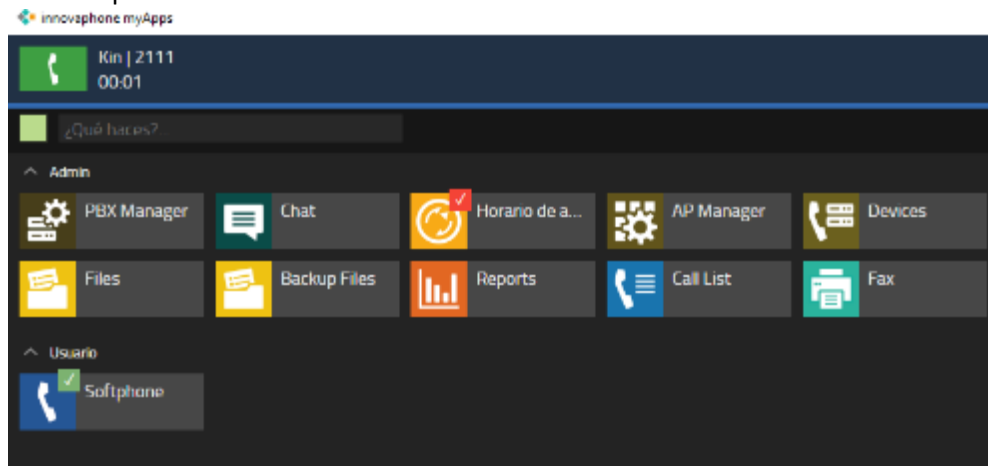 innovaphone myApps
Kin | 2111
00:01
¿Qué haces?
Admin
PBX Manager
Chat
Horario de a...
AP Manager
Devices
Files
Backup Files
Reports
Call List
Fax
Usuario
Softphone